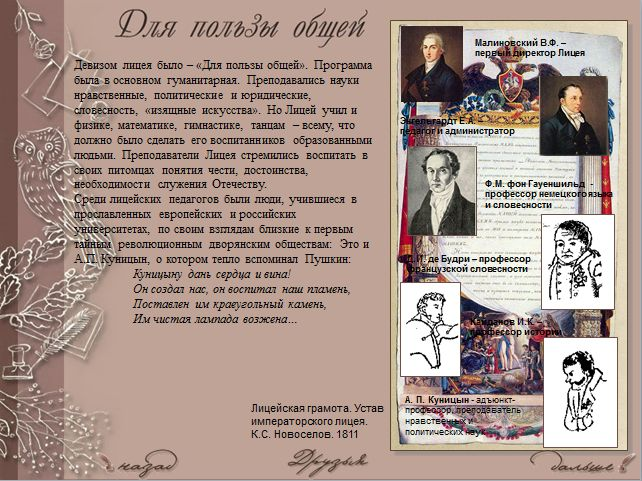 Для пользы общей
Девизом лицея было – «Для пользы общей». Программа
была в основном гуманитарная. Преподавались науки
нравственные, политические и юридические,
словесность, «изящные искусства». Но Лицей учил и
физике, математике, гимнастике, танцам – всему, что
должно было сделать его воспитанников образованными
людьми. Преподаватели Лицея стремились воспитать в
своих питомцах понятия чести, достоинства,
необходимости служения Отечеству.
Среди лицейских педагогов были люди, учившиеся в
прославленных европейских и российских
университетах, по своим взглядам близкие к первым
тайным революционным дворянским обществам: Это и
А.П. Куницын, о котором тепло вспоминал Пушкин:
Куницыну дань сердца и вина!
Он создал нас, он воспитал наш пламень,
Поставлен им краеугольный камень,
Им чистая лампада возжена…
Лицейская грамота. Устав
императорского лицея.
К.С. Новоселов. 1811
Малиновский В.Ф. –
первый директор Лицея
Энгельгардт Е.А. -
педагог и администратор
Ф.М. фон Гауеншильд -
профессор немецкого языка
и словесности
Д.И. де Будри – профессор
французской словесности
Кайданов И.К. –
профессор истории
А. П. Куницын - адъюнкт-
профессор, преподаватель
нравственных и
политических наук
назад
Друзья
дальше